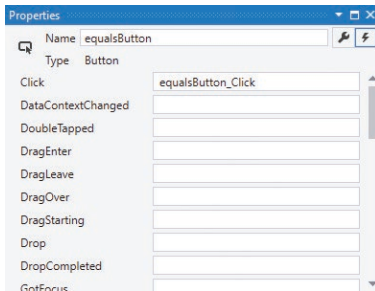 Properties
Name equalsButton
Type Button
Click equalsButton_Click
DataContextChanged
DoubleTapped
DragEnter
DragLeave
DragOver
DragStarting
Drop
DropCompleted
GotFocus